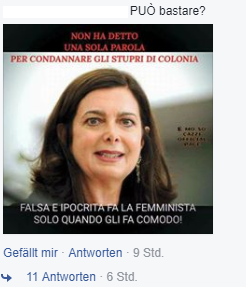 PUÒ bastare?
NON HA DETTO
UNA SOLA PAROLA
PER CONDANNARE GLI STUPRI DI COLONIA
FALSA E IPOCRITA FA LA FEMMINISTA
SOLO QUANDO GLI FA COMODO!
Gefällt mir · Antworten · 9 Std.
11 Antworten · 6 Std.